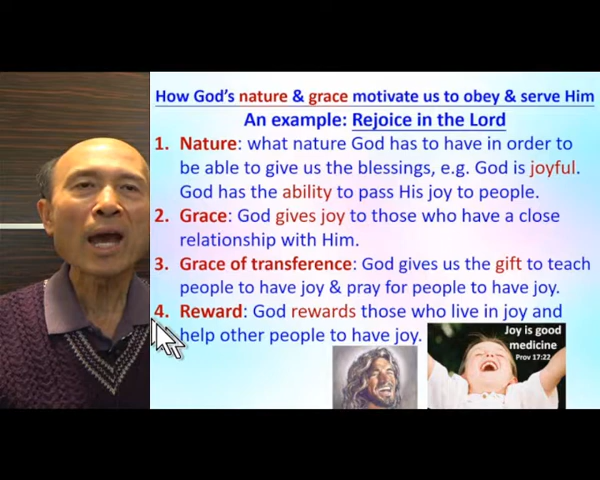 How God's nature & grace motivate us to obey & serve Him
An example: Rejoice in the Lord
1. Nature: what nature God has to have in order to
be able to give us the blessings, e.g. God is joyful.
God has the ability to pass His joy to people.
2. Grace: God gives joy to those who have a close
relationship with Him.
3. Grace of transference: God gives us the gift to teach
people to have joy & pray for people to have joy.
4. Reward: God rewards those who live in joy and
help other people to have joy.
Joy is good
medicine
Prov 17:22